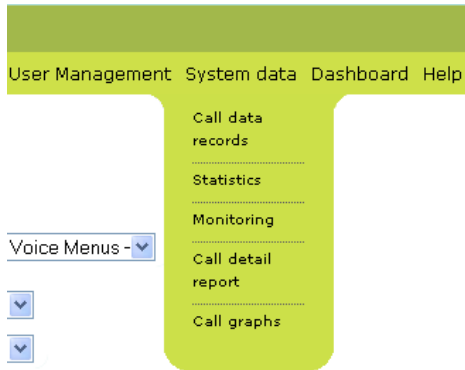 User Management System data Dashboard Help
Call data
records
Statistics
Monitoring
Voice Menus -
Call detail
report
Call graphs